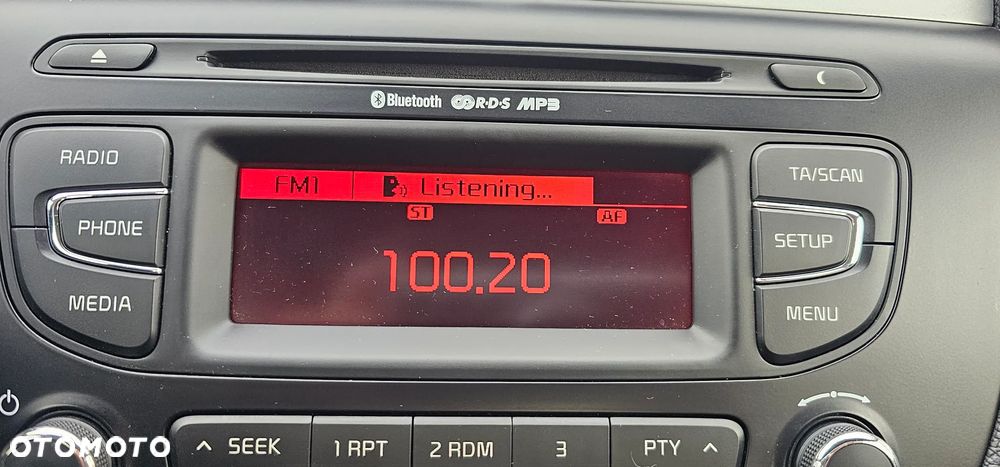 Bluetooth R·D·S MP3
RADIO
PHONE
MEDIA
FM1 Listening...
ST AF
100.20
TA/SCAN
SETUP
MENU
SEEK 1 RPT 2 RDM 3 PTY
OTOMOTO